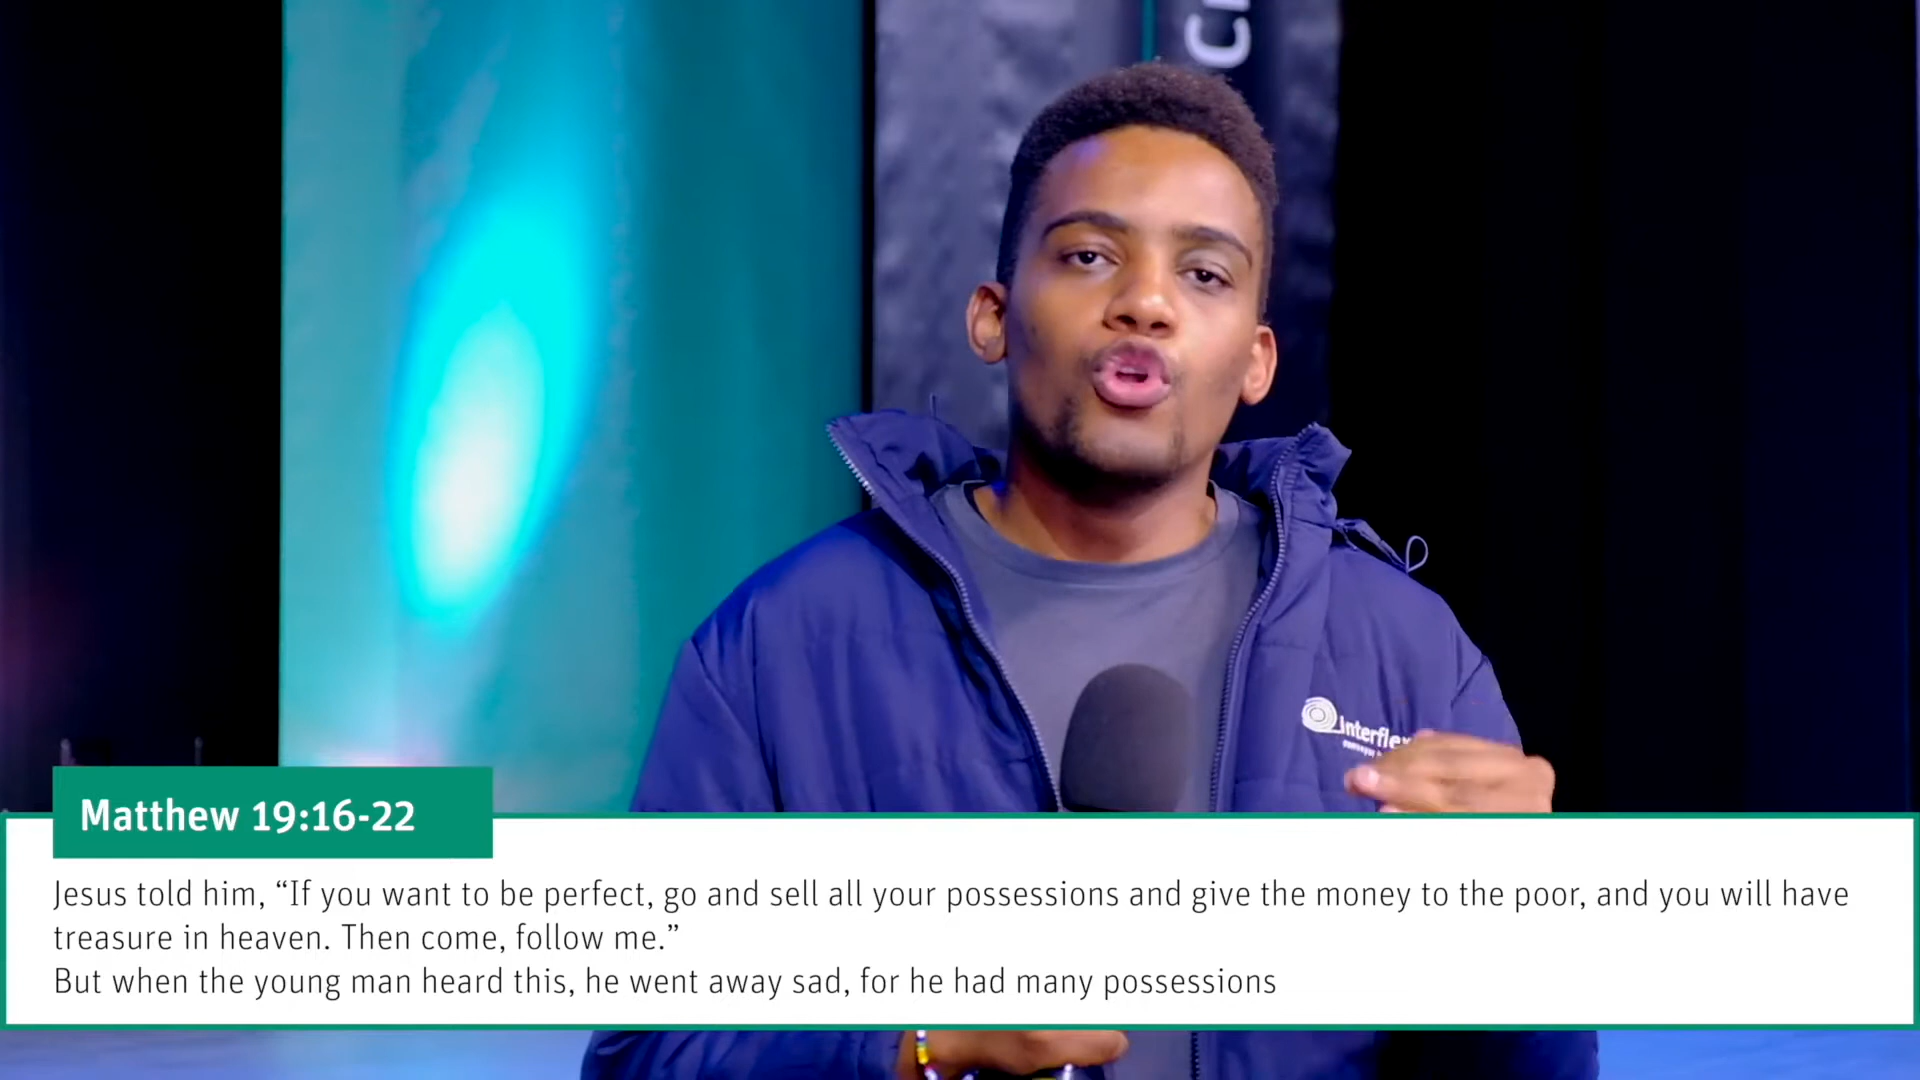 Matthew 19:16-22
Jesus told him, “If you want to be perfect, go and sell all your possessions and give the money to the poor, and you will have
treasure in heaven. Then come, follow me.”
But when the young man heard this, he went away sad, for he had many possessions